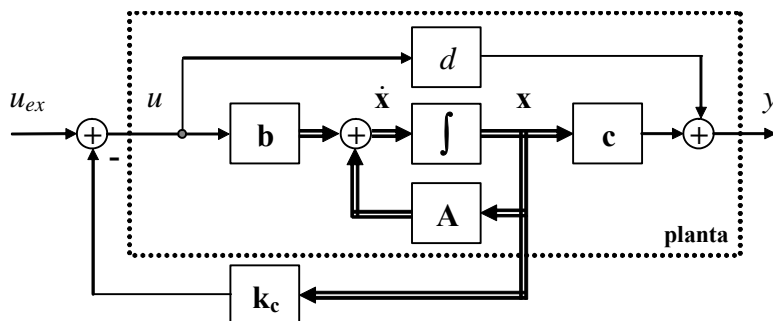 d
u_ex
u
ẋ
x
y
+
b
+
∫
c
+
-
A
planta
k_c